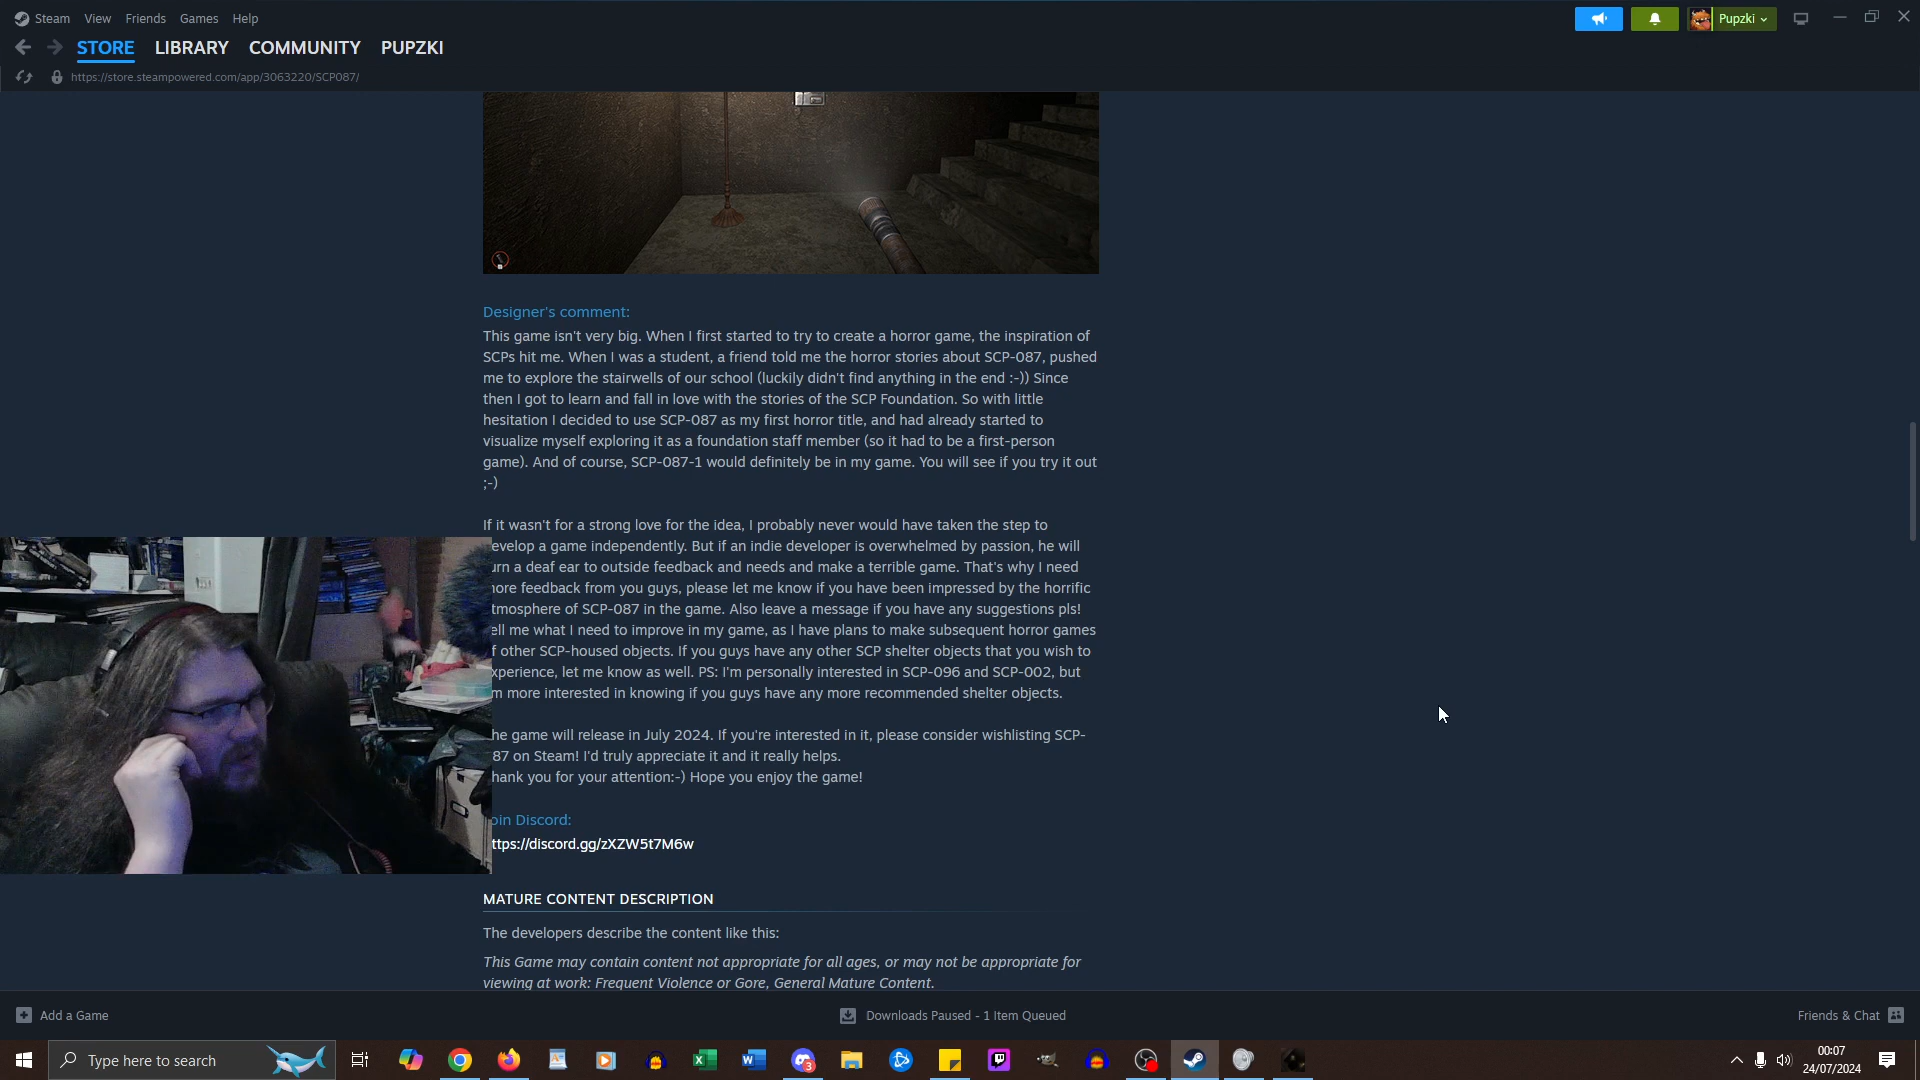 Steam View Friends Games Help
Pupzki
STORE LIBRARY COMMUNITY PUPZKI
https://store.steampowered.com/app/3063220/SCP087/
Designer's comment:
This game isn't very big. When I first started to try to create a horror game, the inspiration of
SCPs hit me. When I was a student, a friend told me the horror stories about SCP-087, pushed
me to explore the stairwells of our school (luckily didn't find anything in the end :-)) Since
then I got to learn and fall in love with the stories of the SCP Foundation. So with little
hesitation I decided to use SCP-087 as my first horror title, and had already started to
visualize myself exploring it as a foundation staff member (so it had to be a first-person
game). And of course, SCP-087-1 would definitely be in my game. You will see if you try it out
;-)
If it wasn't for a strong love for the idea, I probably never would have taken the step to
evelop a game independently. But if an indie developer is overwhelmed by passion, he will
urn a deaf ear to outside feedback and needs and make a terrible game. That's why I need
ore feedback from you guys, please let me know if you have been impressed by the horrific
tmosphere of SCP-087 in the game. Also leave a message if you have any suggestions pls!
ell me what I need to improve in my game, as I have plans to make subsequent horror games
f other SCP-housed objects. If you guys have any other SCP shelter objects that you wish to
xperience, let me know as well. PS: I'm personally interested in SCP-096 and SCP-002, but
m more interested in knowing if you guys have any more recommended shelter objects.
he game will release in July 2024. If you're interested in it, please consider wishlisting SCP-
87 on Steam! I'd truly appreciate it and it really helps.
hank you for your attention:-) Hope you enjoy the game!
oin Discord:
ttps://discord.gg/zXZW5t7M6w
MATURE CONTENT DESCRIPTION
The developers describe the content like this:
This Game may contain content not appropriate for all ages, or may not be appropriate for
viewing at work: Frequent Violence or Gore, General Mature Content.
Add a Game
Downloads Paused - 1 Item Queued
Friends & Chat
Type here to search
3
00:07
24/07/2024